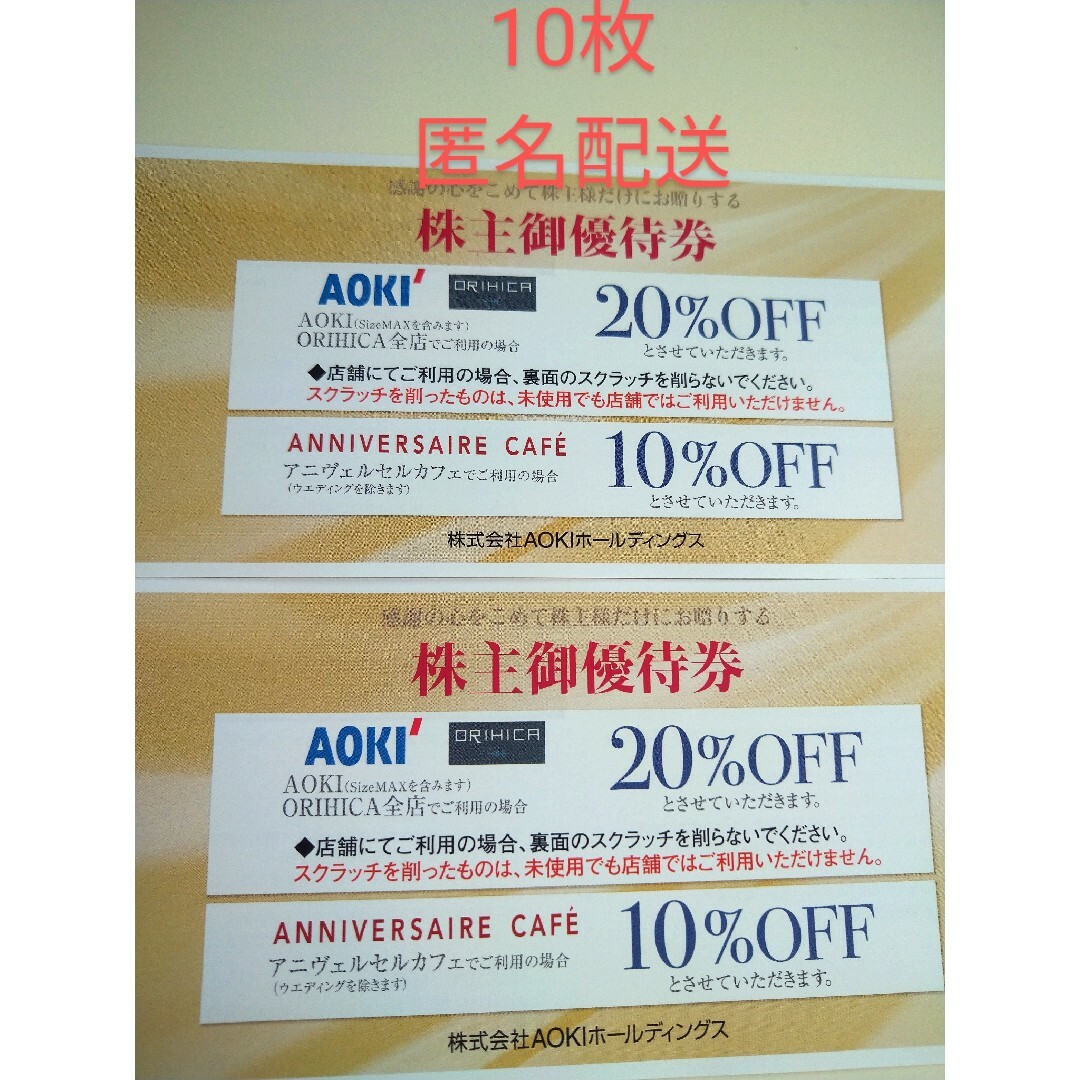 10枚
匿名配送
感謝の心をこめて株主様だけにお贈りする
株主御優待券
AOKI ORIHICA
20%OFF
AOKI(SizeMAXを含みます)
ORIHICA全店でご利用の場合
とさせていただきます。
◆店舗にてご利用の場合、裏面のスクラッチを削らないでください。
スクラッチを削ったものは、未使用でも店舗ではご利用いただけません。
ANNIVERSAIRE CAFÉ
10%OFF
アニヴェルセルカフェでご利用の場合
(ウエディングを除きます)
とさせていただきます。
株式会社AOKIホールディングス
感謝の心をこめて株主様だけにお贈りする
株主御優待券
AOKI ORIHICA
20%OFF
AOKI(SizeMAXを含みます)
ORIHICA全店でご利用の場合
とさせていただきます。
◆店舗にてご利用の場合、裏面のスクラッチを削らないでください。
スクラッチを削ったものは、未使用でも店舗ではご利用いただけません。
ANNIVERSAIRE CAFÉ
10%OFF
アニヴェルセルカフェでご利用の場合
(ウエディングを除きます)
とさせていただきます。
株式会社AOKIホールディングス